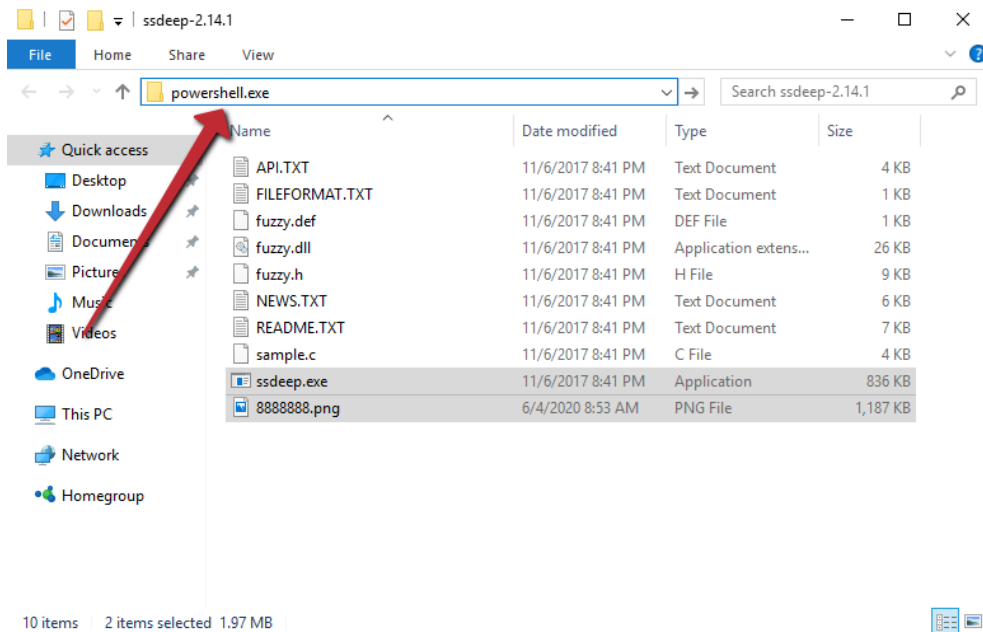 ssdeep-2.14.1
File Home Share View
powershell.exe
Search ssdeep-2.14.1
Name Date modified Type Size
Quick access
Desktop
Downloads
Documen
Picture
Music
Videos
OneDrive
This PC
Network
Homegroup
API.TXT 11/6/2017 8:41 PM Text Document 4 KB
FILEFORMAT.TXT 11/6/2017 8:41 PM Text Document 1 KB
fuzzy.def 11/6/2017 8:41 PM DEF File 1 KB
fuzzy.dll 11/6/2017 8:41 PM Application extens... 26 KB
fuzzy.h 11/6/2017 8:41 PM H File 9 KB
NEWS.TXT 11/6/2017 8:41 PM Text Document 6 KB
README.TXT 11/6/2017 8:41 PM Text Document 7 KB
sample.c 11/6/2017 8:41 PM C File 4 KB
ssdeep.exe 11/6/2017 8:41 PM Application 836 KB
8888888.png 6/4/2020 8:53 AM PNG File 1,187 KB
10 items 2 items selected 1.97 MB